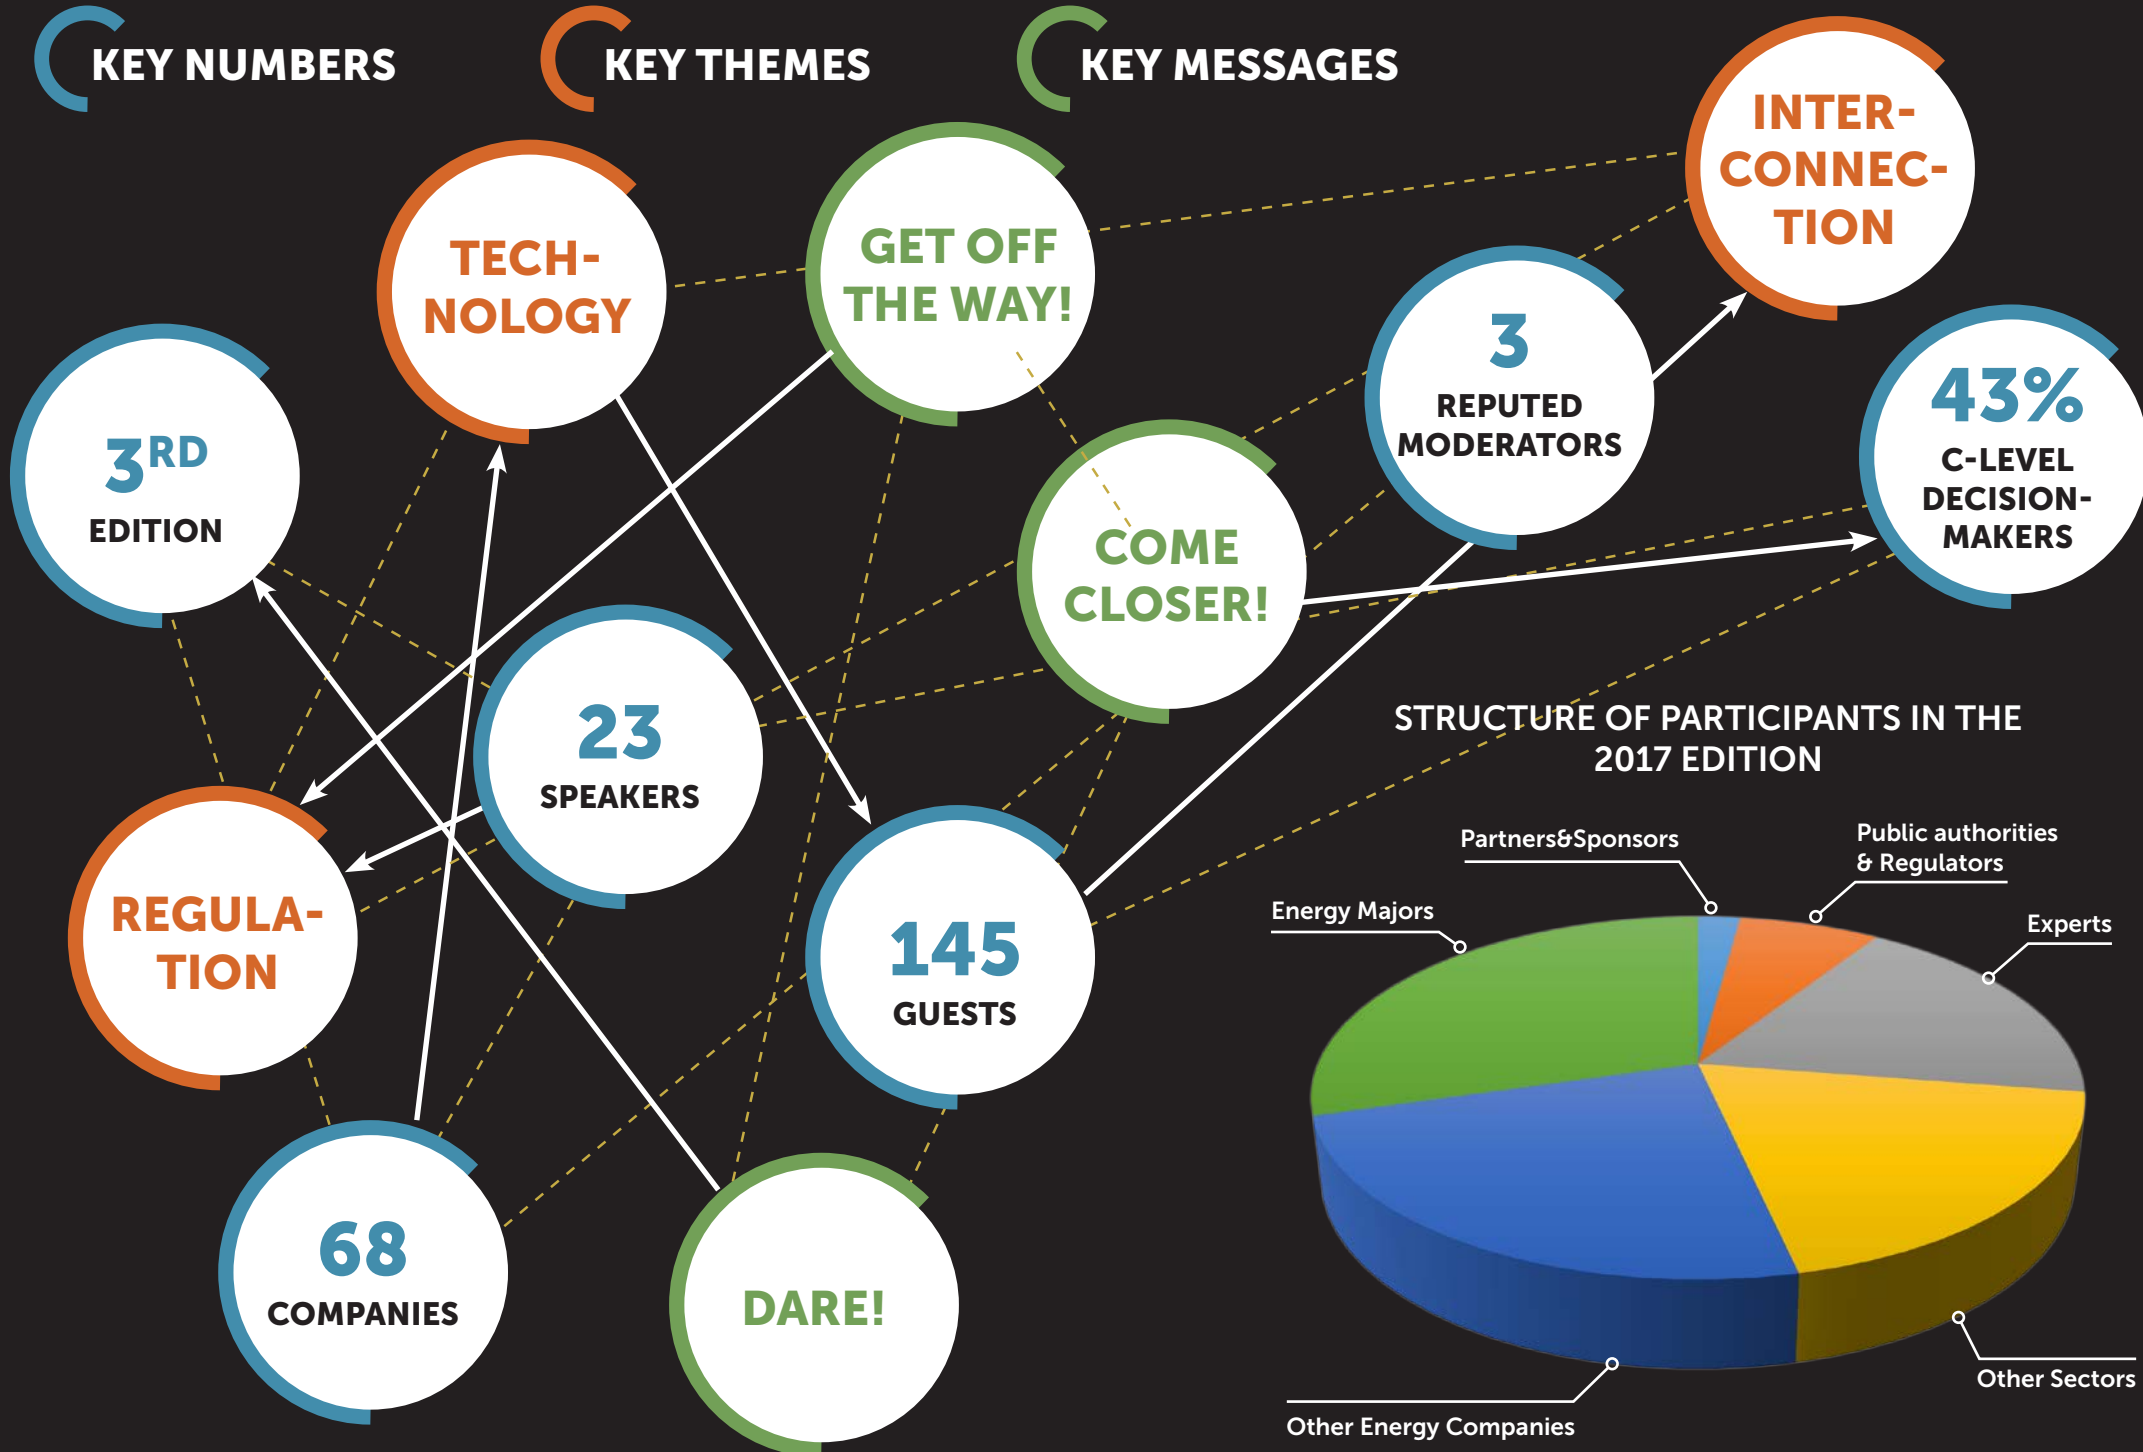 KEY NUMBERS
KEY THEMES
KEY MESSAGES
INTER-
CONNEC-
TION
TECH-
NOLOGY
GET OFF
THE WAY!
3
REPUTED
MODERATORS
43%
C-LEVEL
DECISION-
MAKERS
3RD
EDITION
COME
CLOSER!
23
SPEAKERS
REGULA-
TION
145
GUESTS
68
COMPANIES
DARE!
STRUCTURE OF PARTICIPANTS IN THE
2017 EDITION
Partners&Sponsors
Public authorities
& Regulators
Energy Majors
Experts
Other Sectors
Other Energy Companies